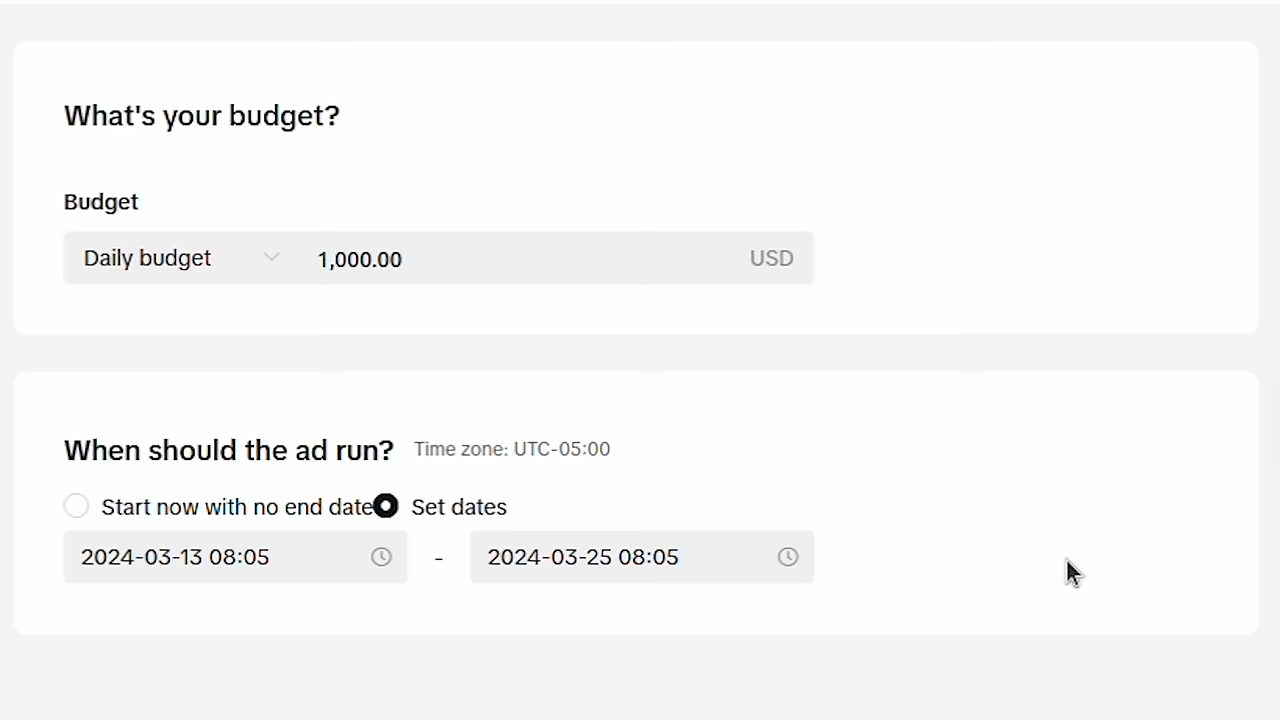 What's your budget?
Budget
Daily budget 1,000.00 USD
When should the ad run? Time zone: UTC-05:00
Start now with no end date Set dates
2024-03-13 08:05 - 2024-03-25 08:05